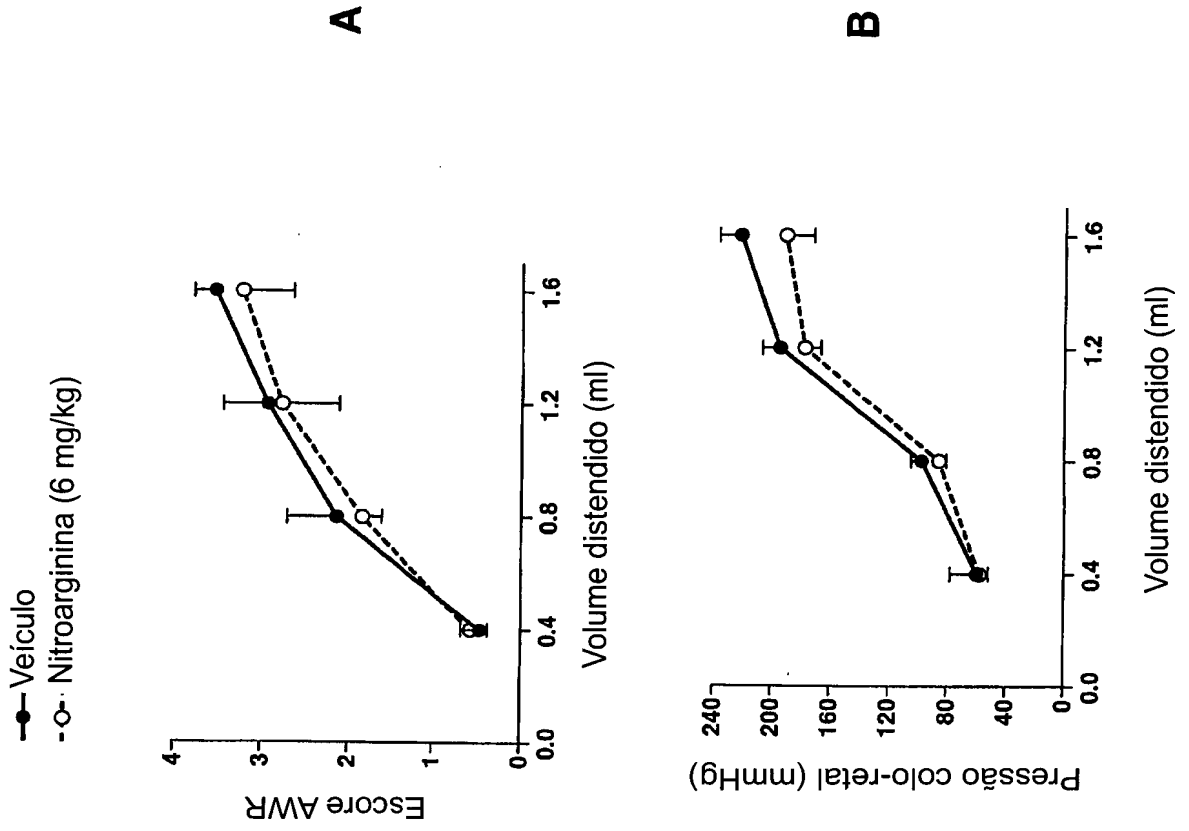 Veículo
Nitroarginina (6 mg/kg)
A
Escore AWR
4
3
2
1
0
0.0
0.4
0.8
1.2
1.6
Volume distendido (ml)
B
Pressão colo-retal (mmHg)
240
200
160
120
80
40
0
0.0
0.4
0.8
1.2
1.6
Volume distendido (ml)